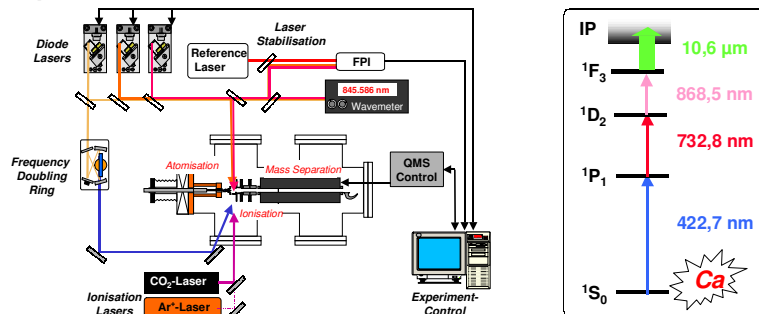 Diode
Lasers
Laser
Stabilisation
Reference
Laser
FPI
845.586 nm
Wavemeter
Frequency
Doubling
Ring
Atomisation
Mass Separation
Ionisation
QMS
Control
CO₂-Laser
Ar⁺-Laser
Ionisation
Lasers
Experiment-
Control
IP
10,6 µm
¹F₃
868,5 nm
¹D₂
732,8 nm
¹P₁
422,7 nm
Ca
¹S₀